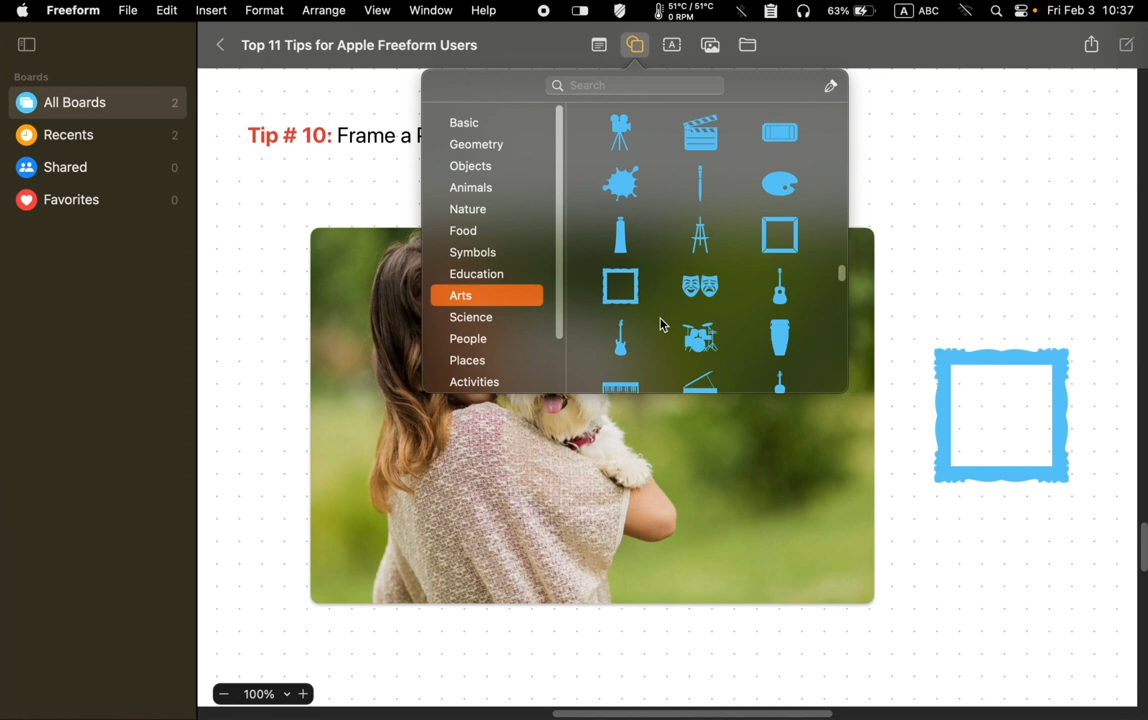 Freeform File Edit Insert Format Arrange View Window Help 51°C / 51°C 0 RPM 63% A ABC Fri Feb 3 10:37
Top 11 Tips for Apple Freeform Users
Boards
All Boards 2
Recents 2
Shared 0
Favorites 0
Search
Tip # 10: Frame a
Basic
Geometry
Objects
Animals
Nature
Food
Symbols
Education
Arts
Science
People
Places
Activities
100%